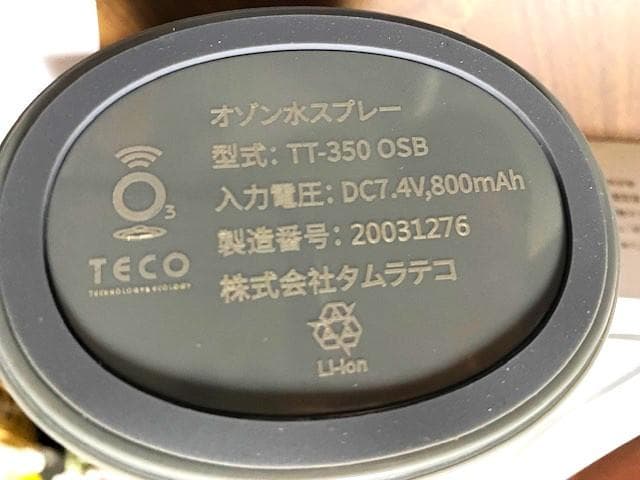 オゾン水スプレー
型式：TT-350 OSB
入力電圧：DC7.4V,800mAh
製造番号：20031276
株式会社タムラテコ
O3
TECO
TECHNOLOGY&ECOLOGY
Li-ion